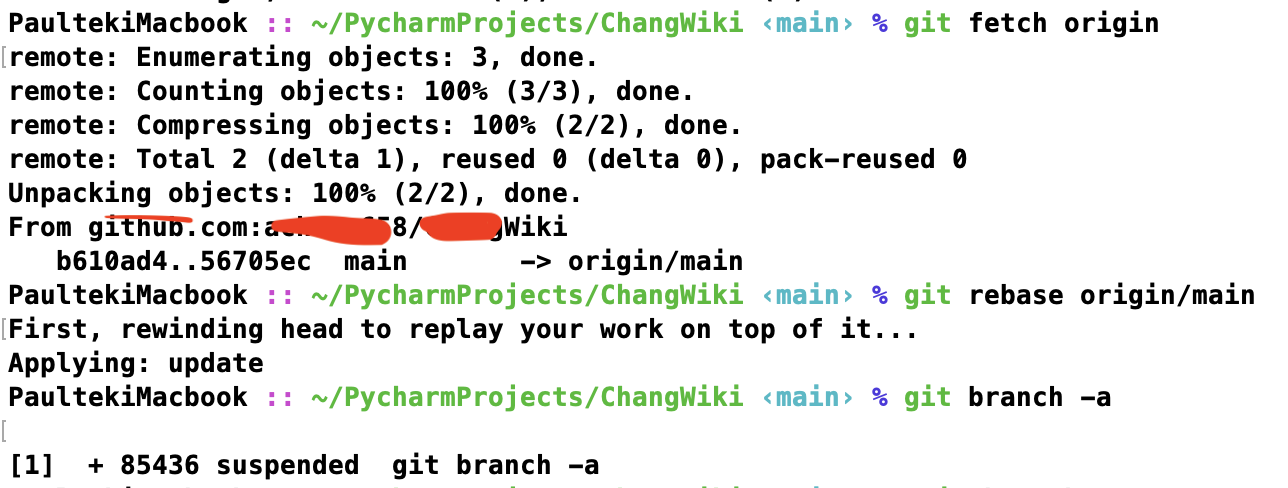 PaultekiMacbook :: ~/PycharmProjects/ChangWiki ‹main› % git fetch origin
remote: Enumerating objects: 3, done.
remote: Counting objects: 100% (3/3), done.
remote: Compressing objects: 100% (2/2), done.
remote: Total 2 (delta 1), reused 0 (delta 0), pack-reused 0
Unpacking objects: 100% (2/2), done.
From github.com: 8/ Wiki
b610ad4..56705ec main -> origin/main
PaultekiMacbook :: ~/PycharmProjects/ChangWiki ‹main› % git rebase origin/main
First, rewinding head to replay your work on top of it...
Applying: update
PaultekiMacbook :: ~/PycharmProjects/ChangWiki ‹main› % git branch -a
[1] + 85436 suspended git branch -a